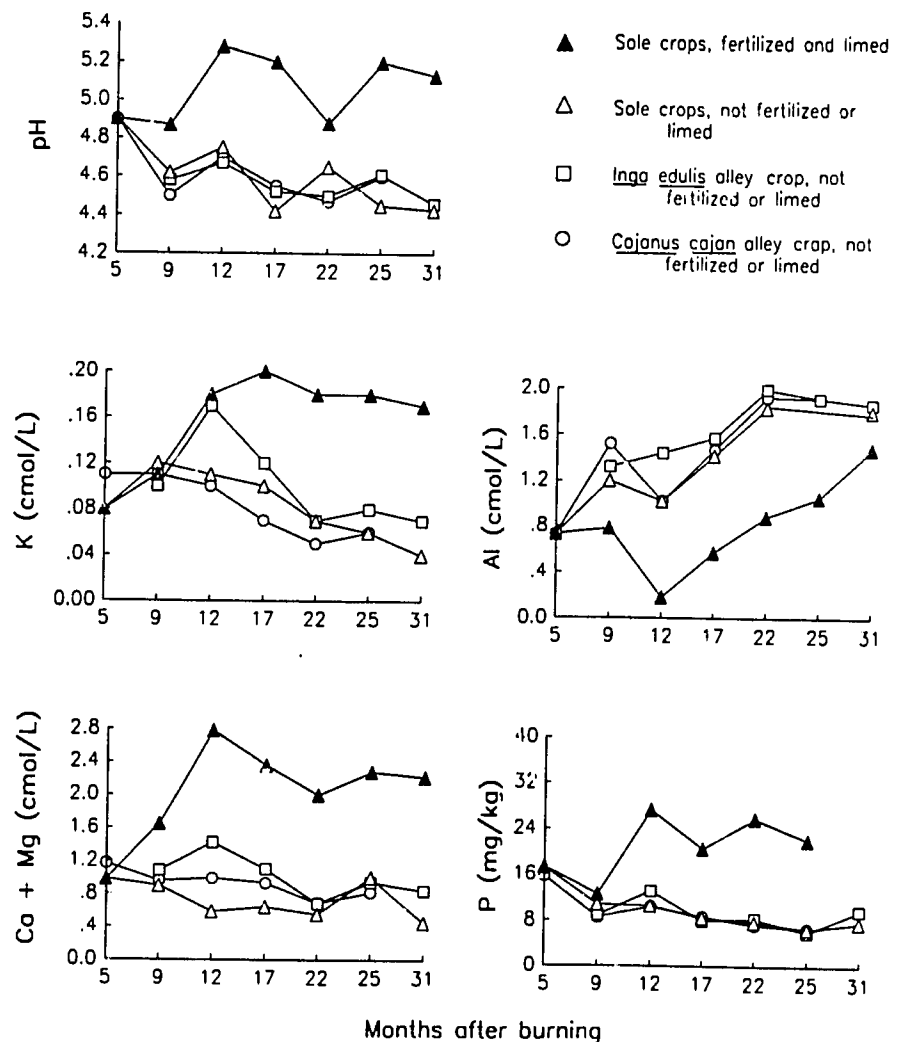 5.4
5.2
5.0
4.8
4.6
4.4
4.2
pH
5 9 12 17 22 25 31
Sole crops, fertilized and limed
Sole crops, not fertilized or
limed
Inga edulis alley crop, not
fertilized or limed
Cajanus cajan alley crop, not
fertilized or limed
.20
.16
.12
.08
.04
0.00
K (cmol/L)
5 9 12 17 22 25 31
2.0
1.6
1.2
.8
.4
0.0
Al (cmol/L)
5 9 12 17 22 25 31
2.8
2.4
2.0
1.6
1.2
.8
.4
0.0
Ca + Mg (cmol/L)
5 9 12 17 22 25 31
40
32
24
16
8
0
P (mg/kg)
5 9 12 17 22 25 31
Months after burning